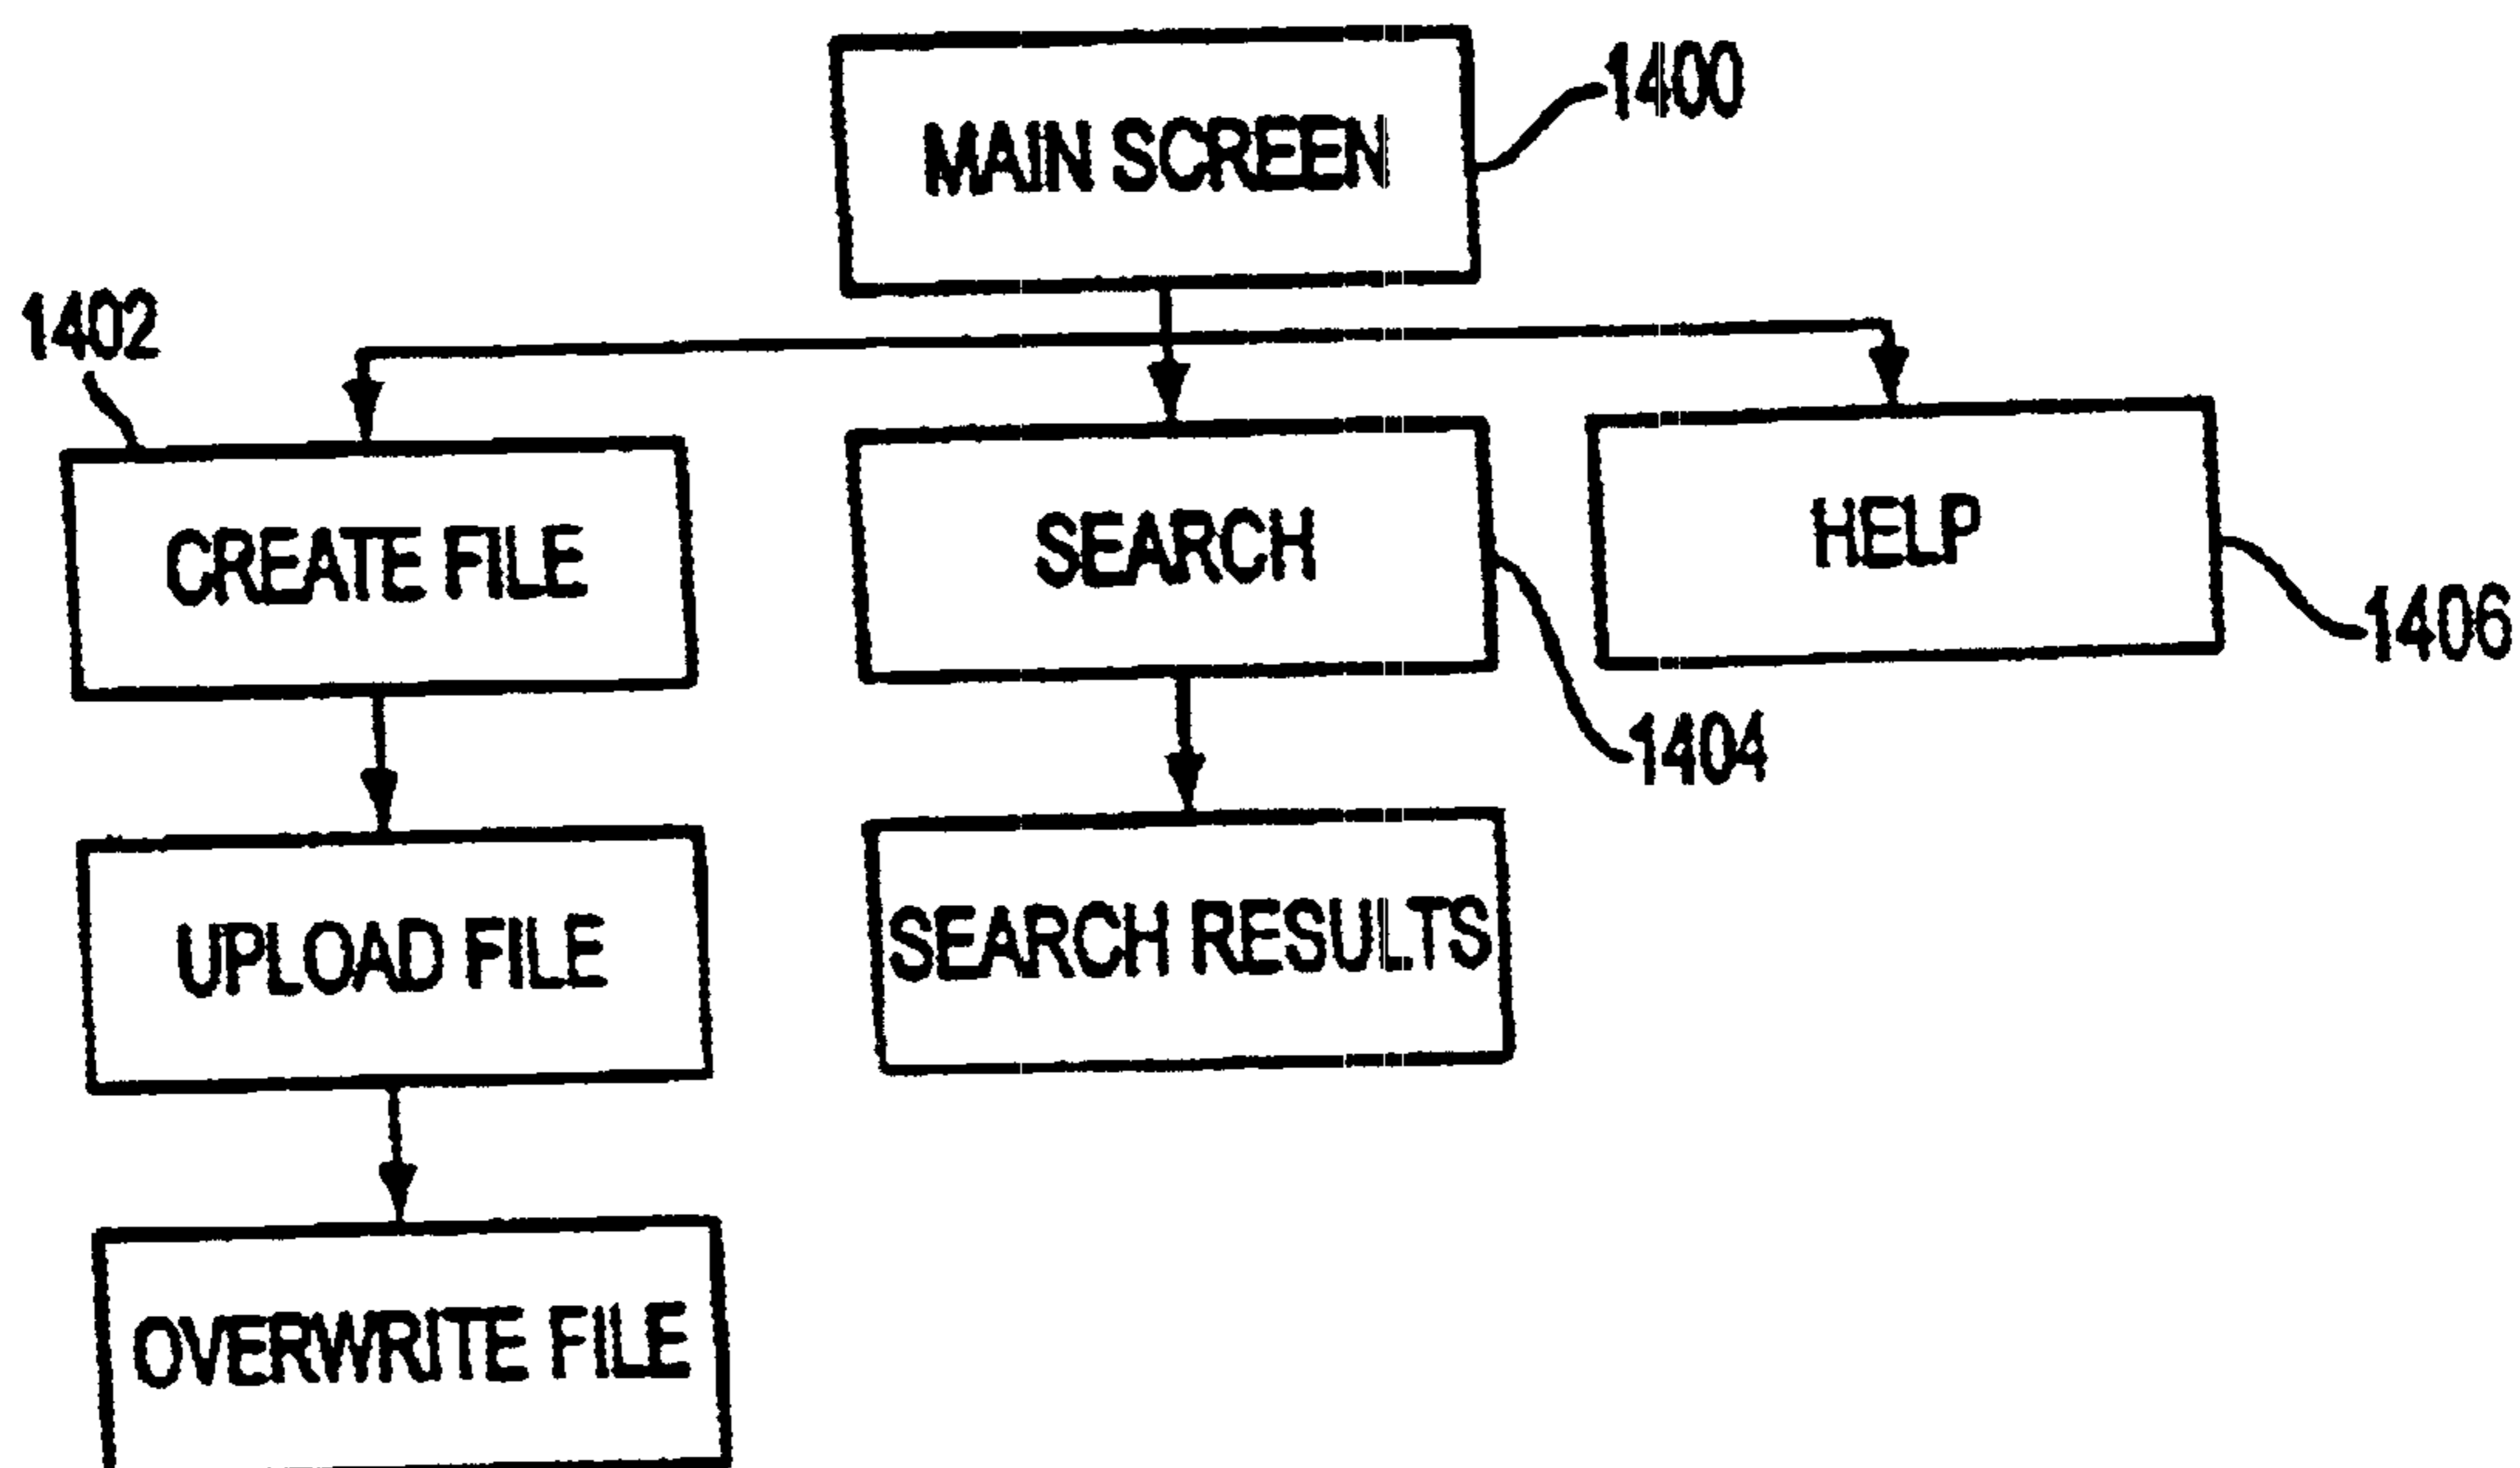 MAIN SCREEN
1400
1402
CREATE FILE
SEARCH
HELP
1406
1404
UPLOAD FILE
SEARCH RESULTS
OVERWRITE FILE